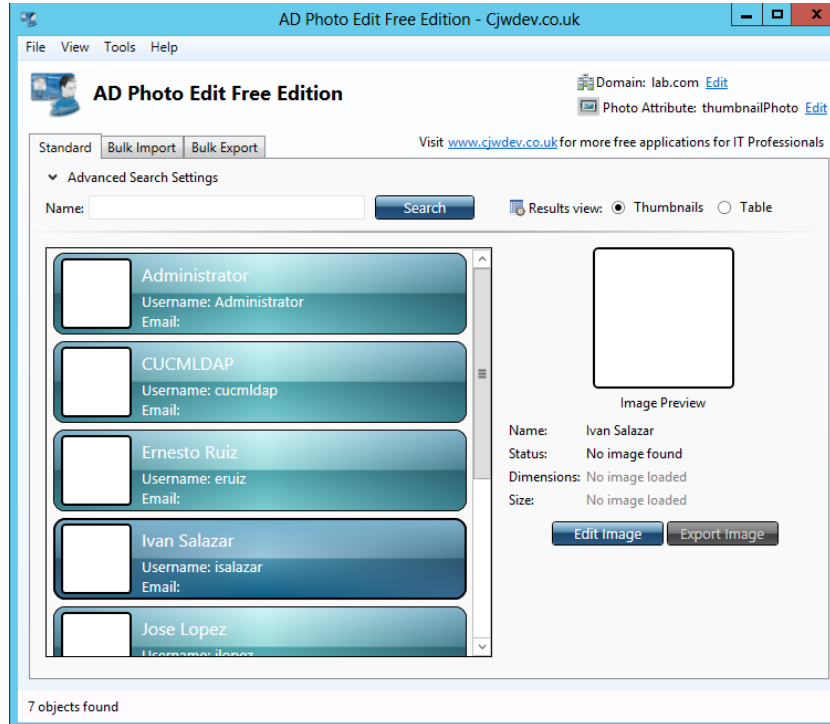 AD Photo Edit Free Edition - Cjwdev.co.uk
File View Tools Help
AD Photo Edit Free Edition
Domain: lab.com Edit
Photo Attribute: thumbnailPhoto Edit
Standard Bulk Import Bulk Export
Visit www.cjwdev.co.uk for more free applications for IT Professionals
Advanced Search Settings
Name: Search Results view: Thumbnails Table
Administrator
Username: Administrator
Email:
CUCMLDAP
Username: cucmldap
Email:
Ernesto Ruiz
Username: eruiz
Email:
Ivan Salazar
Username: isalazar
Email:
Jose Lopez
Username: jlopez
Image Preview
Name: Ivan Salazar
Status: No image found
Dimensions: No image loaded
Size: No image loaded
Edit Image Export Image
7 objects found